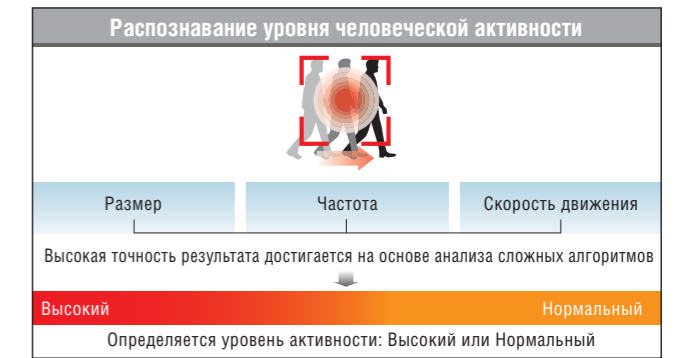 Распознавание уровня человеческой активности
Размер
Частота
Скорость движения
Высокая точность результата достигается на основе анализа сложных алгоритмов
Высокий
Нормальный
Определяется уровень активности: Высокий или Нормальный